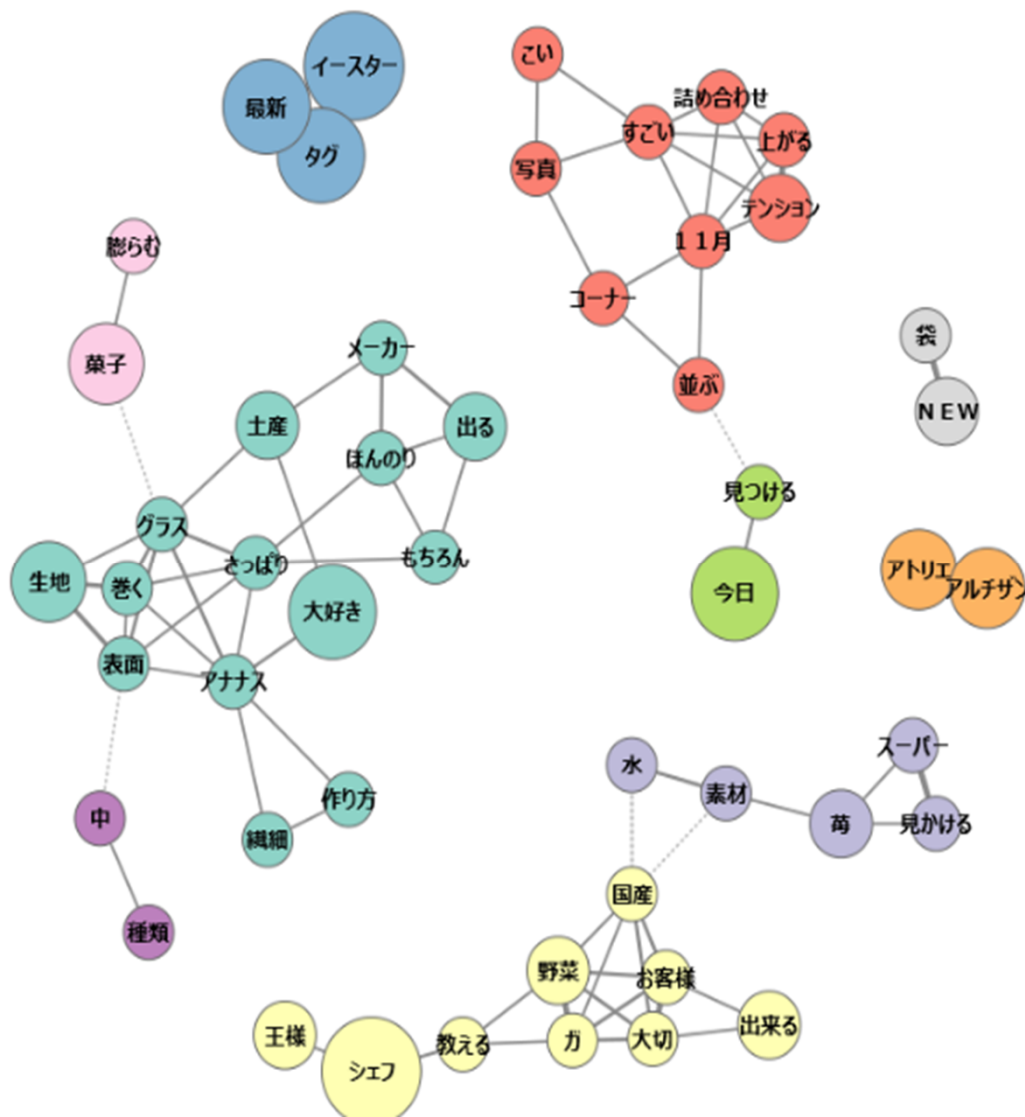 イースター
最新
タグ
こい
詰め合わせ
すごい
上がる
写真
テンション
11月
コーナー
並ぶ
膨らむ
菓子
袋
NEW
メーカー
土産
出る
ほんのり
見つける
グラス
さっぱり
もちろん
生地
巻く
大好き
今日
アトリエ
アルチザン
表面
アナナス
作り方
繊細
中
種類
水
素材
スーパー
苺
見かける
国産
野菜
お客様
王様
シェフ
教える
ガ
大切
出来る